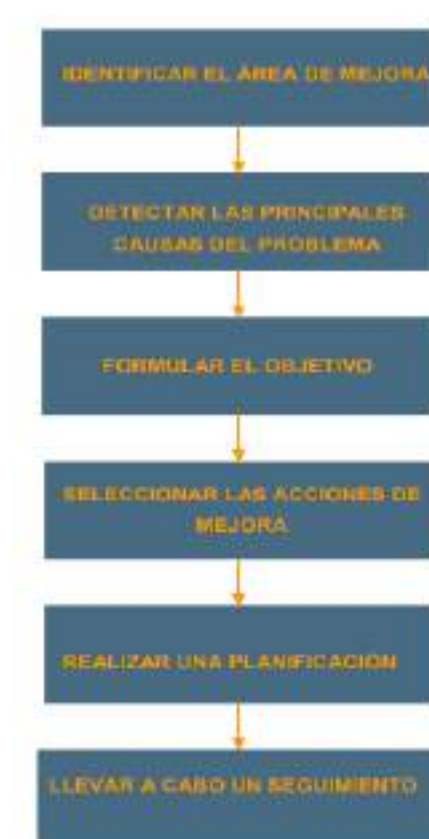 IDENTIFICAR EL ÁREA DE MEJORA
DETECTAR LAS PRINCIPALES
CAUSAS DEL PROBLEMA
FORMULAR EL OBJETIVO
SELECCIONAR LAS ACCIONES DE
MEJORA
REALIZAR UNA PLANIFICACIÓN
LLEVAR A CABO UN SEGUIMIENTO